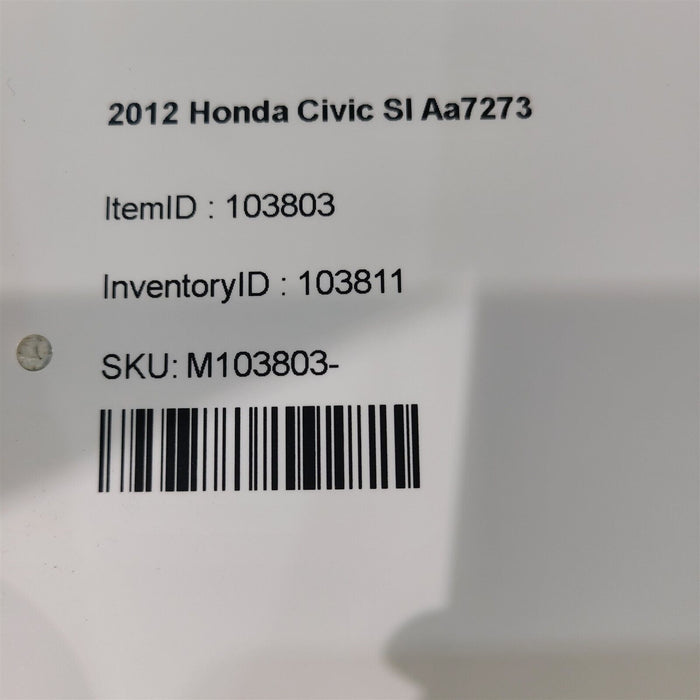 2012 Honda Civic SI Aa7273
ItemID : 103803
InventoryID : 103811
SKU: M103803-